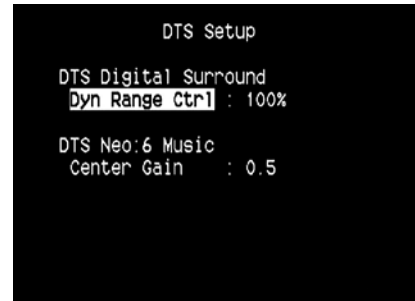 DTS Setup
DTS Digital Surround
Dyn Range Ctrl : 100%
DTS Neo:6 Music
Center Gain : 0.5